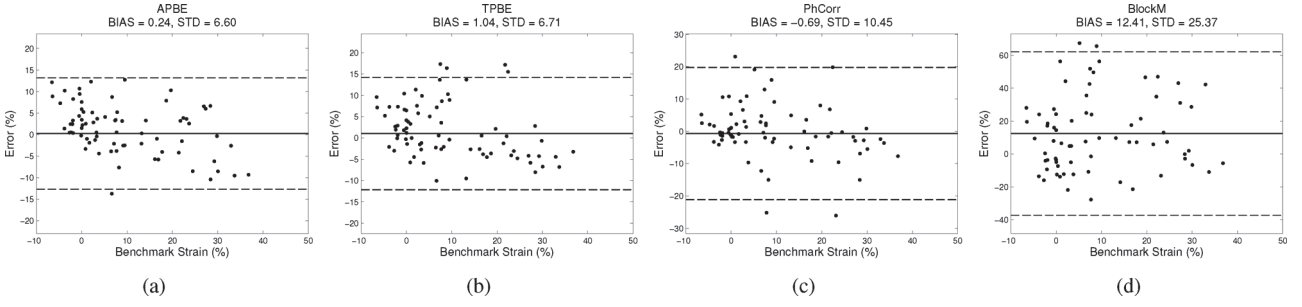 APBE
BIAS = 0.24, STD = 6.60
Error (%)
20
15
10
5
0
−5
−10
−15
−20
−10 0 10 20 30 40 50
Benchmark Strain (%)
(a)
TPBE
BIAS = 1.04, STD = 6.71
Error (%)
20
15
10
5
0
−5
−10
−15
−20
−10 0 10 20 30 40 50
Benchmark Strain (%)
(b)
PhCorr
BIAS = −0.69, STD = 10.45
Error (%)
30
20
10
0
−10
−20
−30
−10 0 10 20 30 40 50
Benchmark Strain (%)
(c)
BlockM
BIAS = 12.41, STD = 25.37
Error (%)
60
40
20
0
−20
−40
−10 0 10 20 30 40 50
Benchmark Strain (%)
(d)